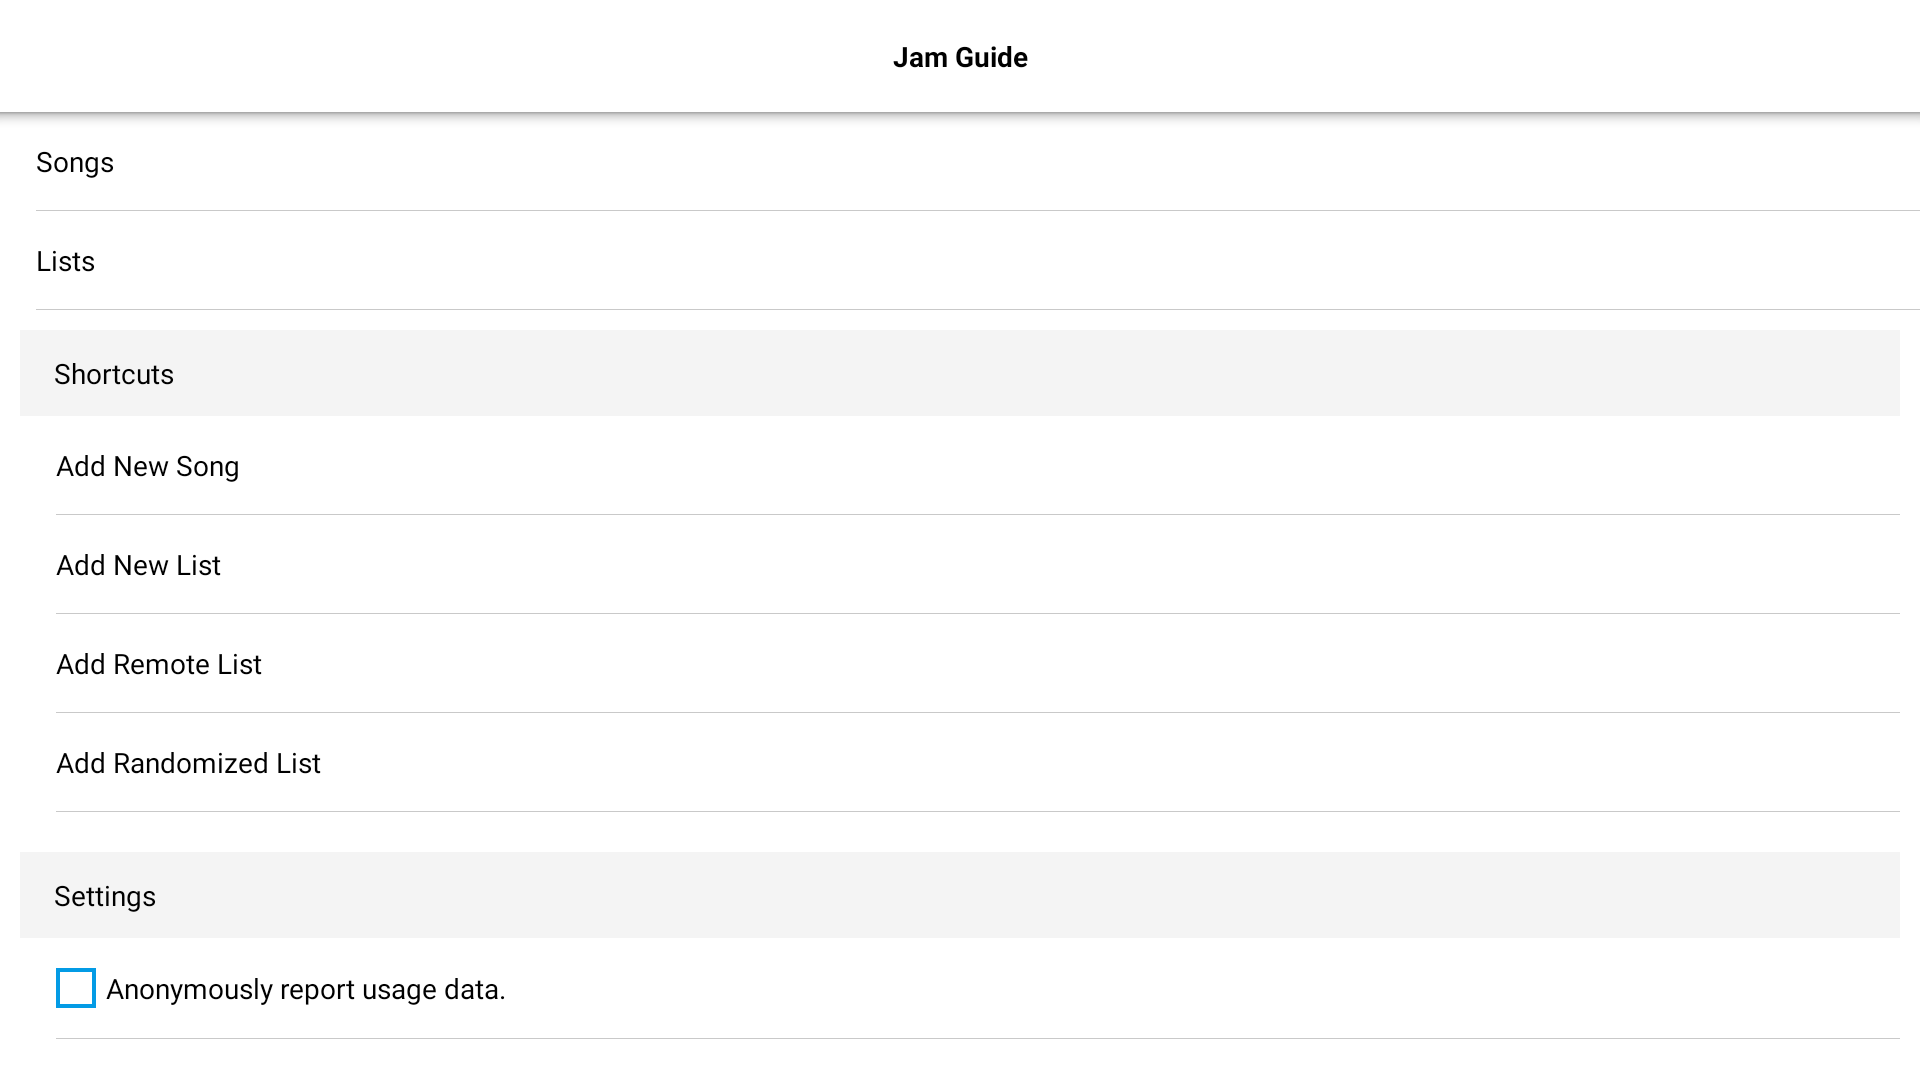 Jam Guide
Songs
Lists
Shortcuts
Add New Song
Add New List
Add Remote List
Add Randomized List
Settings
Anonymously report usage data.